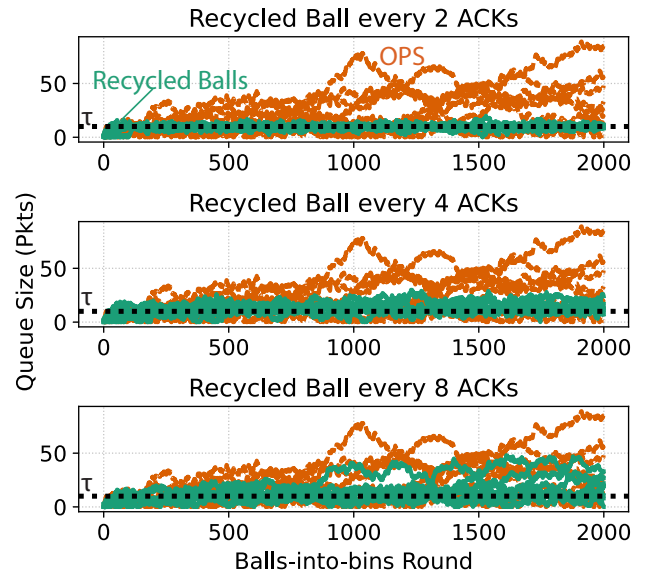 Recycled Ball every 2 ACKs
OPS
Recycled Balls
50
τ
0
0 500 1000 1500 2000
Recycled Ball every 4 ACKs
Queue Size (Pkts)
50
τ
0
0 500 1000 1500 2000
Recycled Ball every 8 ACKs
50
τ
0
0 500 1000 1500 2000
Balls-into-bins Round